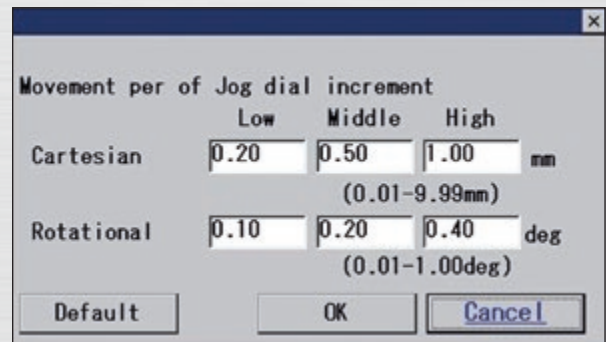 Movement per of Jog dial increment
Low Middle High
Cartesian 0.20 0.50 1.00 mm
(0.01-9.99mm)
Rotational 0.10 0.20 0.40 deg
(0.01-1.00deg)
Default OK Cancel